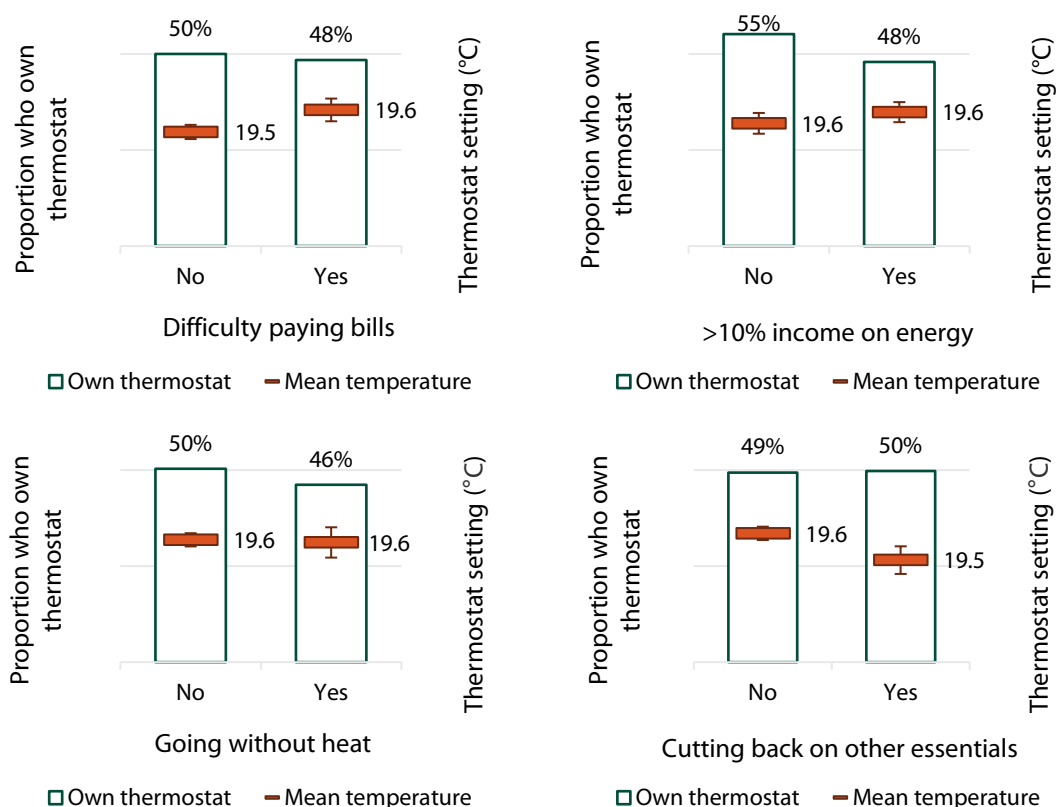 50%
48%
Proportion who own
thermostat
19.5
19.6
Thermostat setting (°C)
No
Yes
Difficulty paying bills
Own thermostat
Mean temperature
55%
48%
Proportion who own
thermostat
19.6
19.6
Thermostat setting (°C)
No
Yes
>10% income on energy
Own thermostat
Mean temperature
50%
46%
Proportion who own
thermostat
19.6
19.6
Thermostat setting (°C)
No
Yes
Going without heat
Own thermostat
Mean temperature
49%
50%
Proportion who own
thermostat
19.6
19.5
Thermostat setting (°C)
No
Yes
Cutting back on other essentials
Own thermostat
Mean temperature